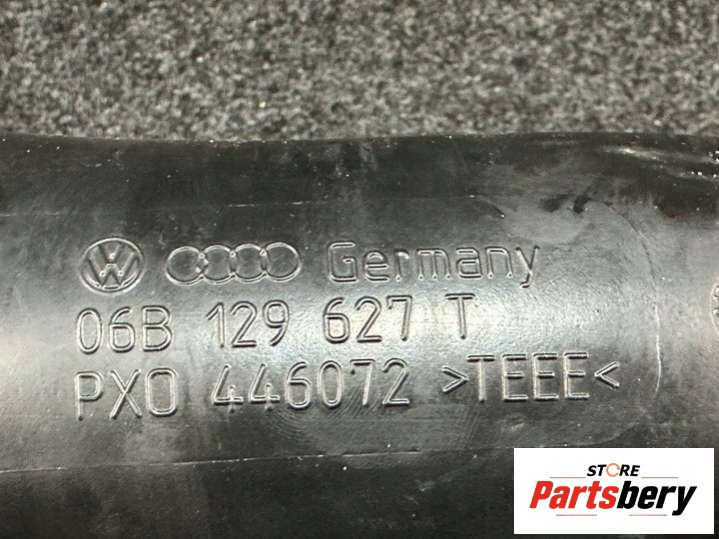 Germany
06B 129 627 T
PXO 446072 >TEEE<
STORE
Partsbery